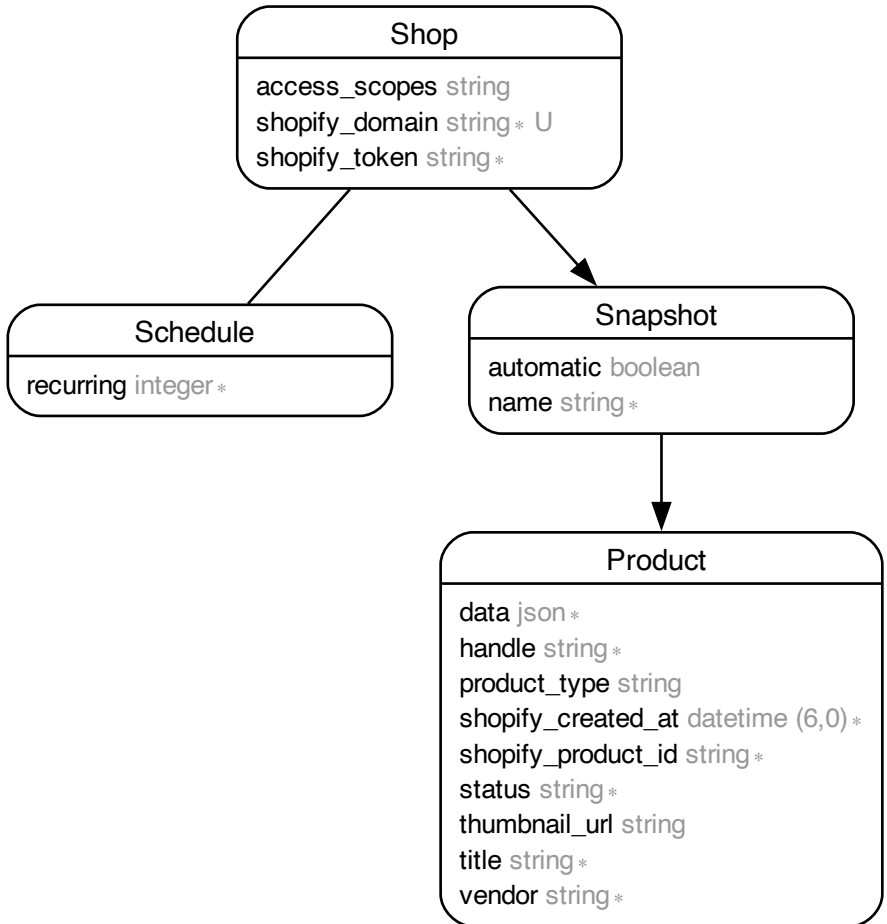 Shop
access_scopes string
shopify_domain string* U
shopify_token string*
Schedule
recurring integer*
Snapshot
automatic boolean
name string*
Product
data json*
handle string*
product_type string
shopify_created_at datetime (6,0)*
shopify_product_id string*
status string*
thumbnail_url string
title string*
vendor string*